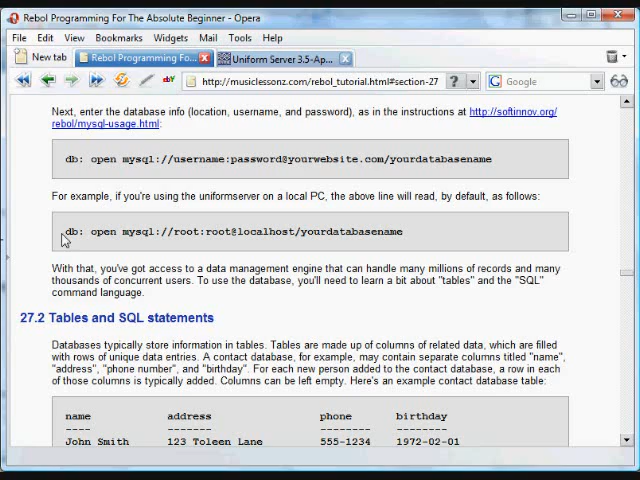 Rebol Programming For The Absolute Beginner - Opera
File Edit View Bookmarks Widgets Mail Tools Help
New tab Rebol Programming Fo... Uniform Server 3.5-Ap...
http://musiclessonz.com/rebol_tutorial.html#section-27 ? Google
Next, enter the database info (location, username, and password), as in the instructions at http://softinnov.org/
rebol/mysql-usage.html:
db: open mysql://username:password@yourwebsite.com/yourdatabasename
For example, if you're using the uniformserver on a local PC, the above line will read, by default, as follows:
db: open mysql://root:root@localhost/yourdatabasename
With that, you've got access to a data management engine that can handle many millions of records and many
thousands of concurrent users. To use the database, you'll need to learn a bit about "tables" and the "SQL"
command language.
27.2 Tables and SQL statements
Databases typically store information in tables. Tables are made up of columns of related data, which are filled
with rows of unique data entries. A contact database, for example, may contain separate columns titled "name",
"address", "phone number", and "birthday". For each new person added to the contact database, a row in each
of those columns is typically added. Columns can left empty. Here's an example contact database table:
name address phone birthday
---- ------- -------- --------
John Smith 123 Toleen Lane 555-1234 1972-02-01